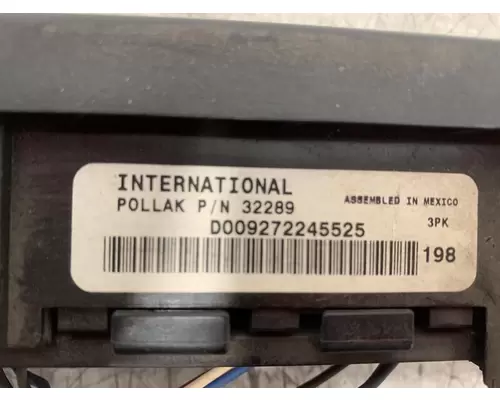 INTERNATIONAL
POLLAK P/N 32289
ASSEMBLED IN MEXICO
3PK
D009272245525
198